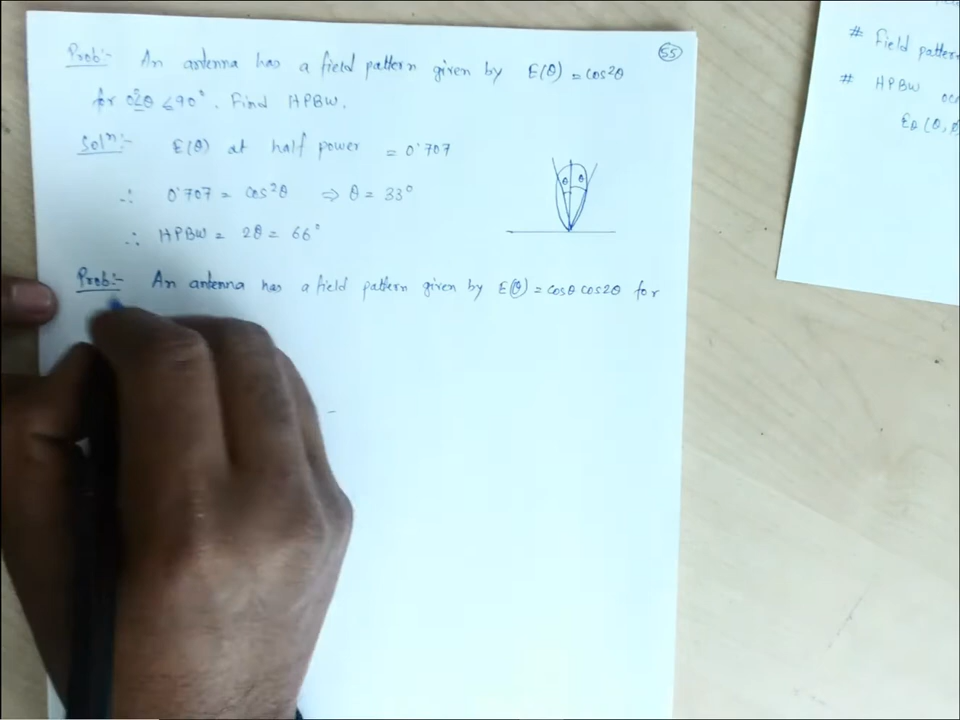 55
Prob:- An antenna has a field pattern given by E(θ) = cos²θ
for 0≤θ≤90°. Find HPBW.
Solⁿ:- E(θ) at half power = 0.707
∴ 0.707 = cos²θ ⇒ θ = 33°
∴ HPBW = 2θ = 66°
θ θ
Prob:- An antenna has a field pattern given by E(θ) = cosθ cos2θ for
# Field pattern
# HPBW
Eθ(θ,